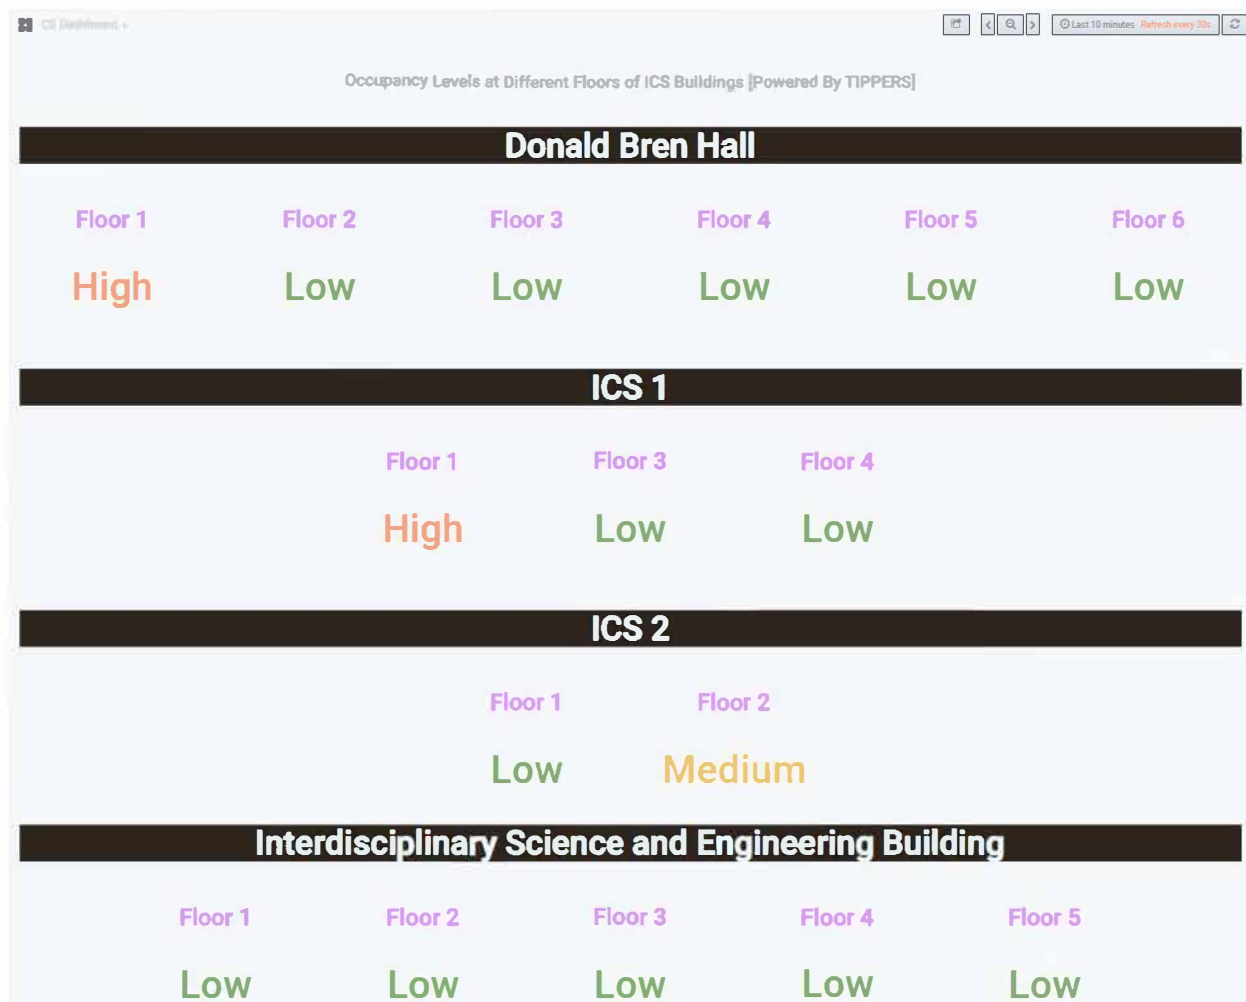 CS Dashboard
Last 10 minutes Refresh every 30s
Occupancy Levels at Different Floors of ICS Buildings [Powered By TIPPERS]
Donald Bren Hall
Floor 1 Floor 2 Floor 3 Floor 4 Floor 5 Floor 6
High Low Low Low Low Low
ICS 1
Floor 1 Floor 3 Floor 4
High Low Low
ICS 2
Floor 1 Floor 2
Low Medium
Interdisciplinary Science and Engineering Building
Floor 1 Floor 2 Floor 3 Floor 4 Floor 5
Low Low Low Low Low